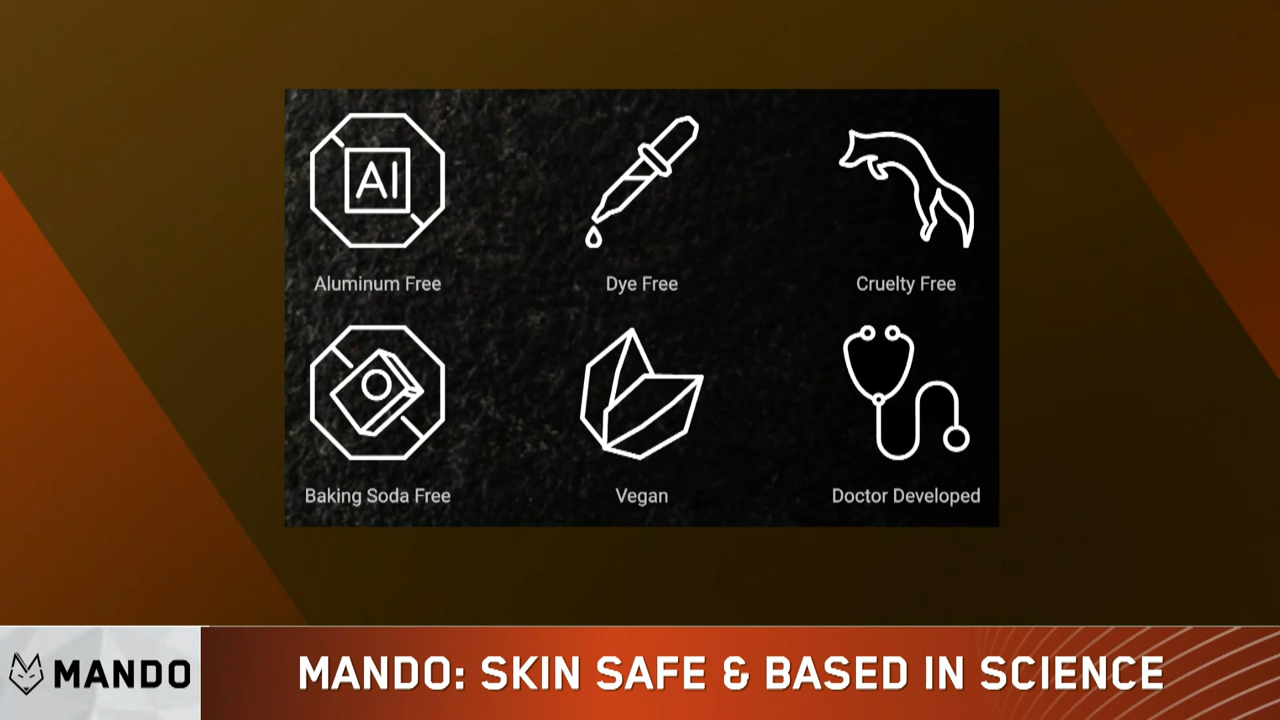 Al
Aluminum Free
Dye Free
Cruelty Free
Baking Soda Free
Vegan
Doctor Developed
MANDO
MANDO: SKIN SAFE & BASED IN SCIENCE